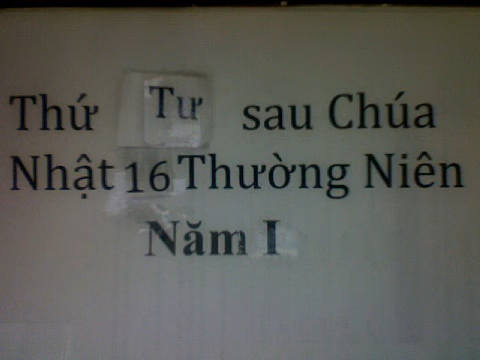 Thứ Tư sau Chúa
Nhật 16 Thường Niên
Năm I